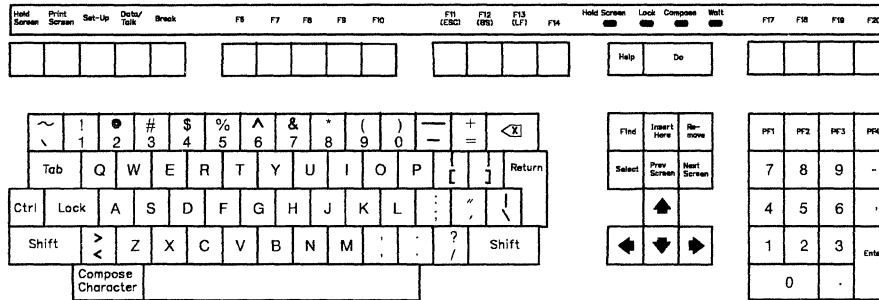 Hold Screen Print Screen Set-Up Data/Talk Break F6 F7 F8 F9 F10 F11 (ESC) F12 (BS) F13 (LF) F14 Hold Screen Lock Compose Wait F17 F18 F19 F20
Help Do
~ ! @ # $ % ^ & * ( ) — +
` 1 2 3 4 5 6 7 8 9 0 - = ⌫ Find Insert Here Re-move PF1 PF2 PF3 PF4
Tab Q W E R T Y U I O P { [ } ] Return Select Prev Screen Next Screen 7 8 9 -
Ctrl Lock A S D F G H J K L : ; " ' | \ ↑ 4 5 6 ,
Shift > < Z X C V B N M , . ? / Shift ← ↓ → 1 2 3 Enter
Compose Character 0 .